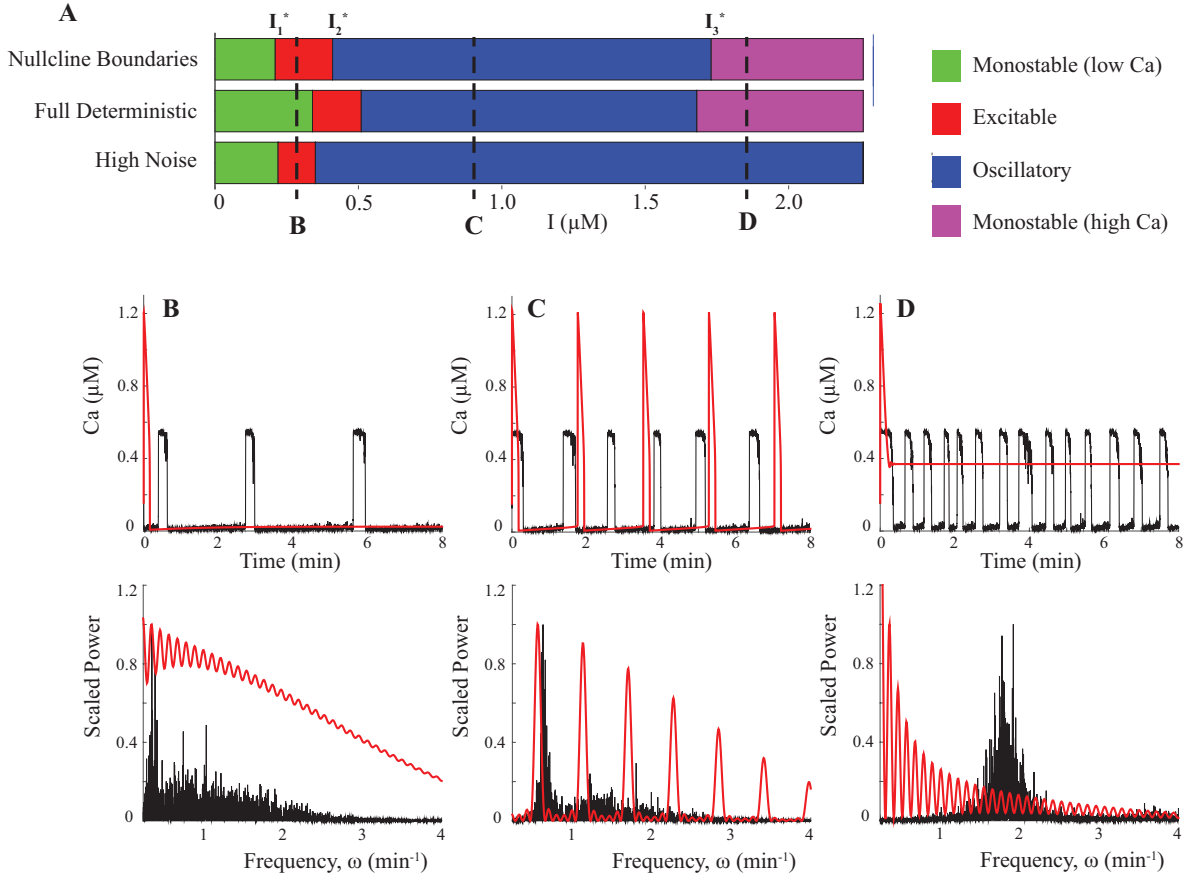 A
I₁* I₂* I₃*
Nullcline Boundaries
Full Deterministic
High Noise
0 0.5 1.0 1.5 2.0
B C I (µM) D
Monostable (low Ca)
Excitable
Oscillatory
Monostable (high Ca)
B
Ca (µM)
1.2
0.8
0.4
0
0 2 4 6 8
Time (min)
C
Ca (µM)
1.2
0.8
0.4
0
0 2 4 6 8
Time (min)
D
Ca (µM)
1.2
0.8
0.4
0
0 1 2 3 4 5 6 7 8
Time (min)
Scaled Power
1.2
0.8
0.4
0
1 2 3 4
Frequency, ω (min⁻¹)
Scaled Power
1.2
0.8
0.4
0
1 2 3 4
Frequency, ω (min⁻¹)
Scaled Power
1.2
0.8
0.4
0
1 2 3 4
Frequency, ω (min⁻¹)